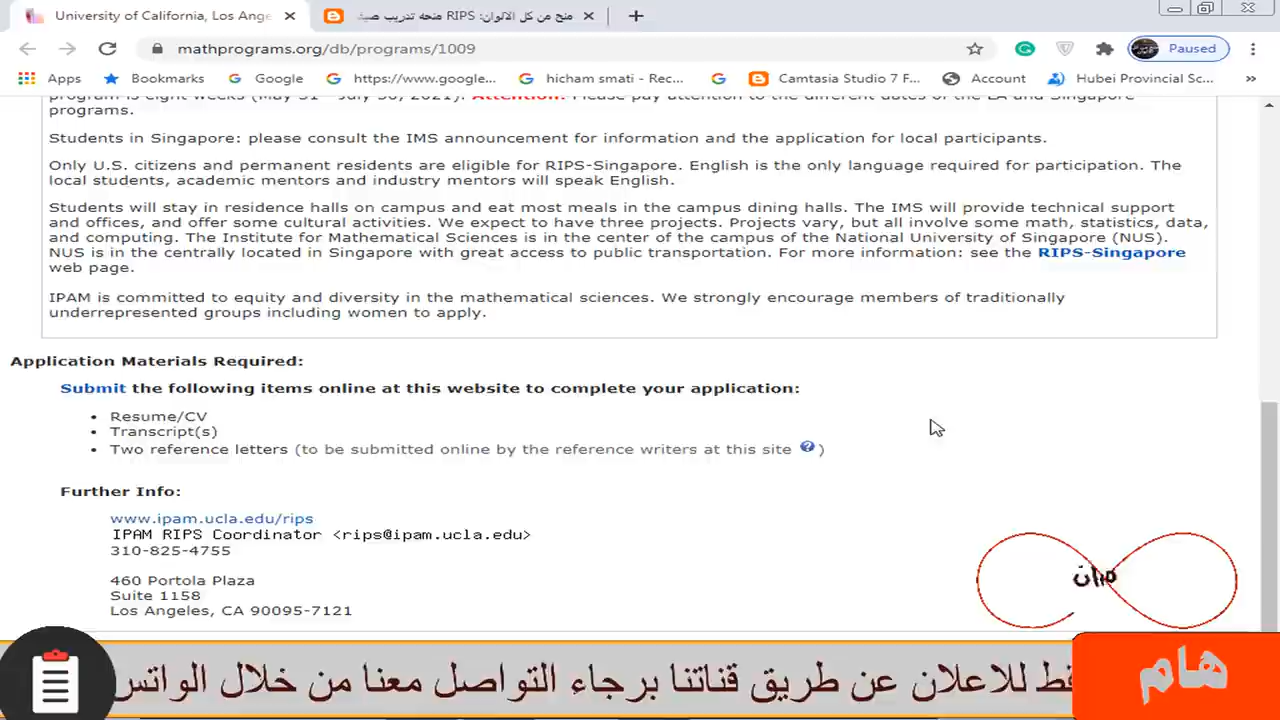 University of California, Los Ange
منح من كل الالوان: RIPS منحه تدريب صيف
mathprograms.org/db/programs/1009
Paused
Apps
Bookmarks
Google
https://www.google...
hicham smati - Rec...
Camtasia Studio 7 F...
Account
Hubei Provincial Sc...
»
program is eight weeks (May 31 - July 30, 2021). Attention: Please pay attention to the different dates of the LA and Singapore
programs.
Students in Singapore: please consult the IMS announcement for information and the application for local participants.
Only U.S. citizens and permanent residents are eligible for RIPS-Singapore. English is the only language required for participation. The
local students, academic mentors and industry mentors will speak English.
Students will stay in residence halls on campus and eat most meals in the campus dining halls. The IMS will provide technical support
and offices, and offer some cultural activities. We expect to have three projects. Projects vary, but all involve some math, statistics, data,
and computing. The Institute for Mathematical Sciences is in the center of the campus of the National University of Singapore (NUS).
NUS is in the centrally located in Singapore with great access to public transportation. For more information: see the RIPS-Singapore
web page.
IPAM is committed to equity and diversity in the mathematical sciences. We strongly encourage members of traditionally
underrepresented groups including women to apply.
Application Materials Required:
Submit the following items online at this website to complete your application:
• Resume/CV
• Transcript(s)
• Two reference letters (to be submitted online by the reference writers at this site ?)
Further Info:
www.ipam.ucla.edu/rips
IPAM RIPS Coordinator <rips@ipam.ucla.edu>
310-825-4755
460 Portola Plaza
Suite 1158
Los Angeles, CA 90095-7121
هام
قط للاعلان عن طريق قناتنا برجاء التواصل معنا من خلال الواتس